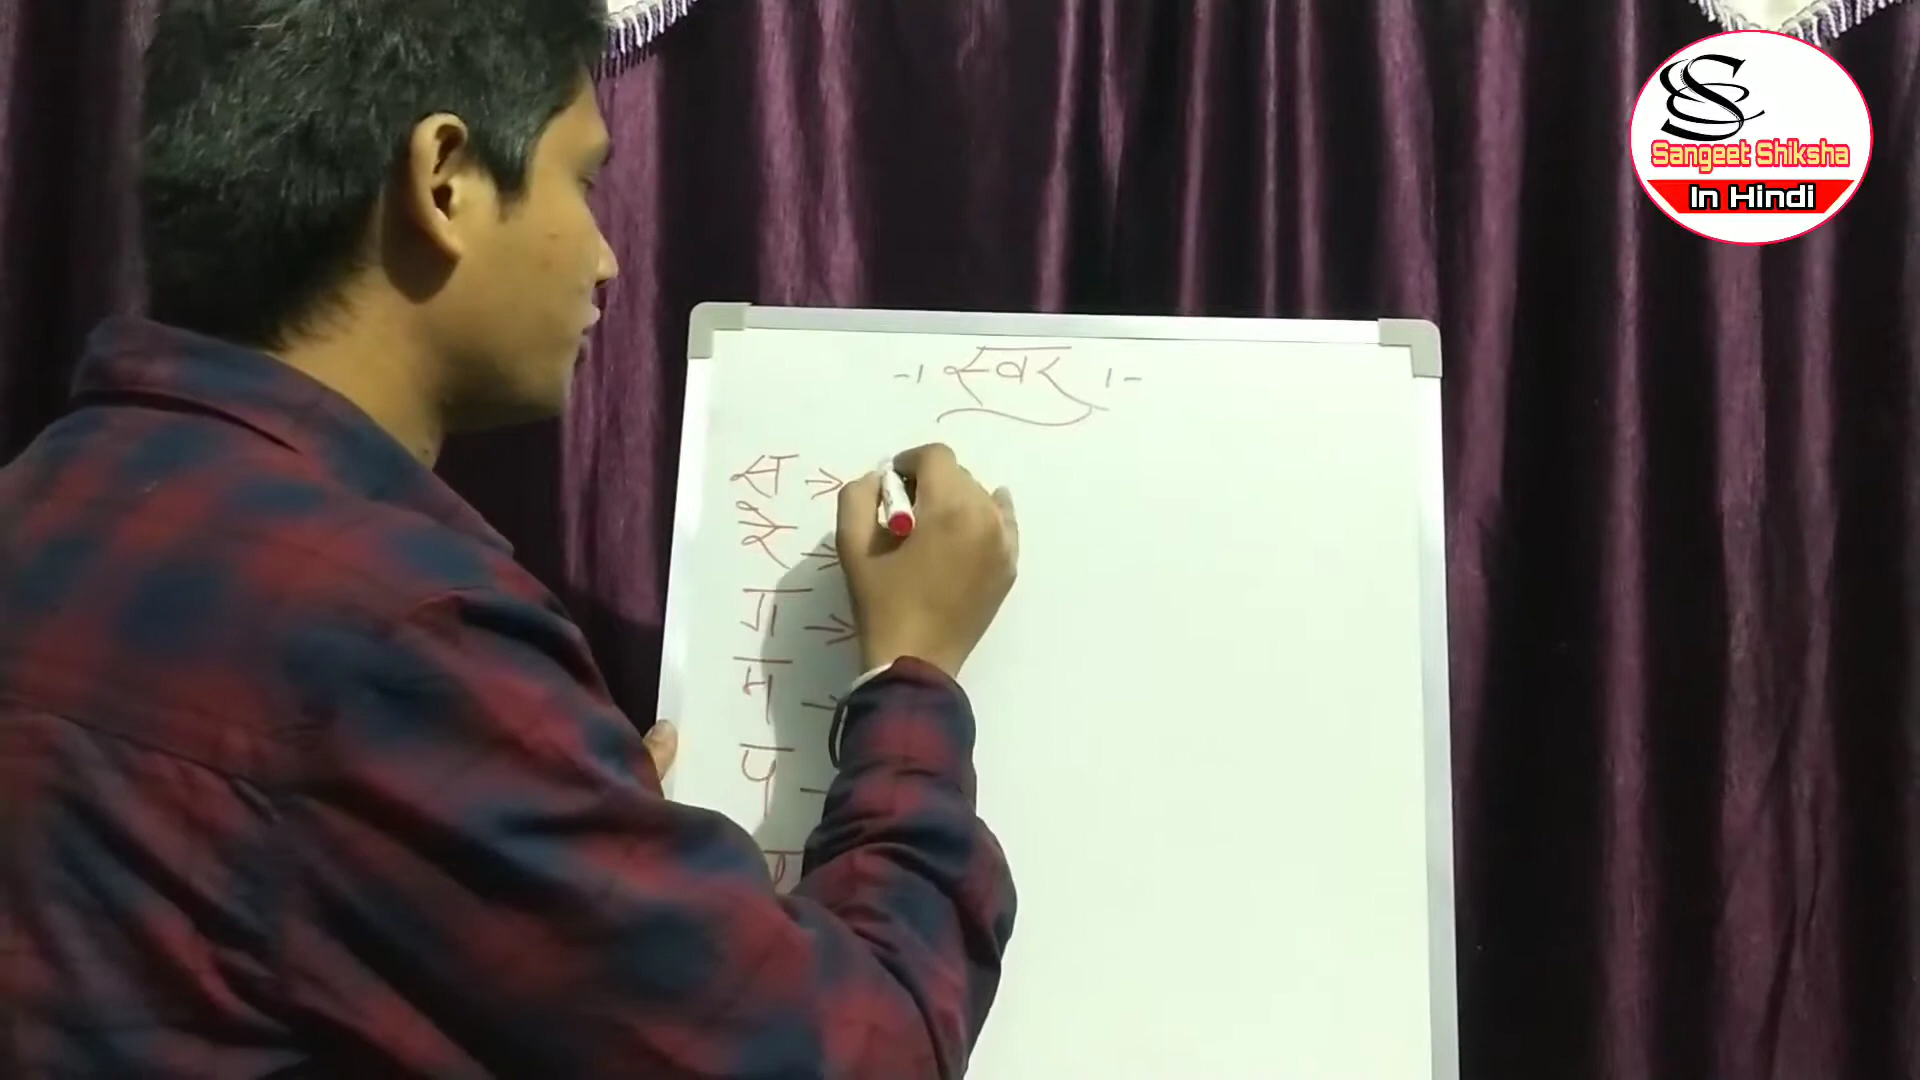 Sangeet Shiksha
In Hindi
-। स्वर ।-
स →
रे →
ग →
म →
प